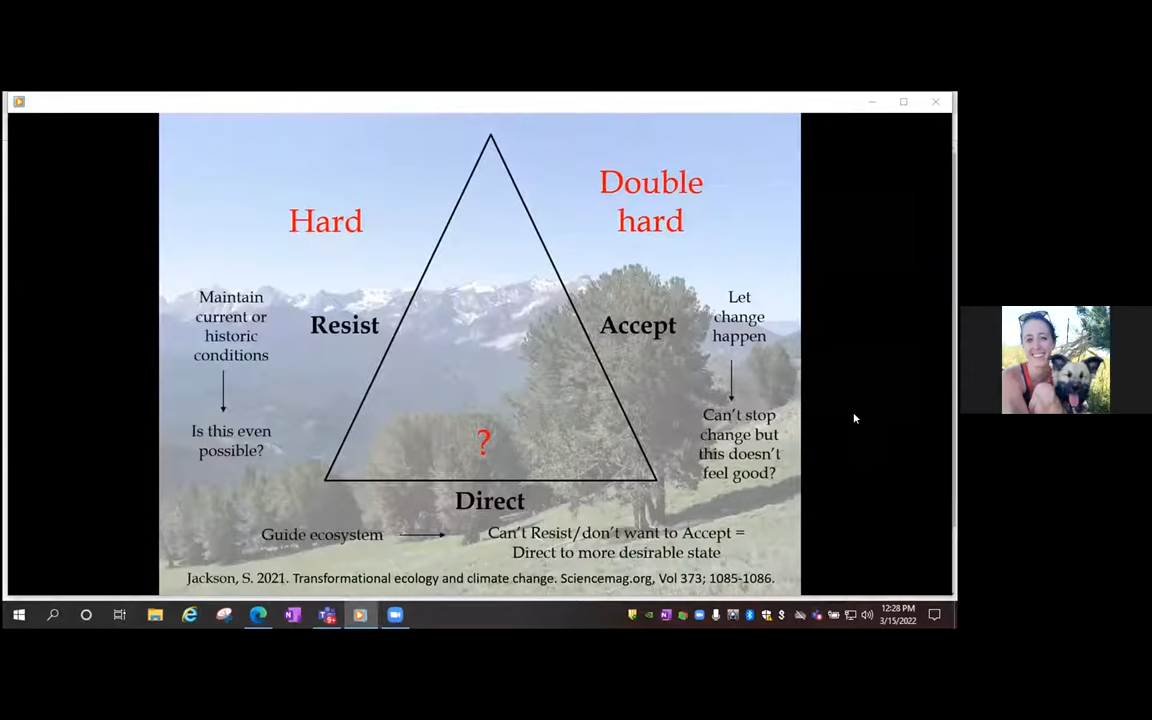 Hard
Double
hard
Maintain
current or
historic
conditions
Resist
Is this even
possible?
Accept
Let
change
happen
Can't stop
change but
this doesn't
feel good?
?
Direct
Guide ecosystem
Can't Resist/don't want to Accept =
Direct to more desirable state
Jackson, S. 2021. Transformational ecology and climate change. Sciencemag.org, Vol 373; 1085-1086.
12:28 PM
3/15/2022